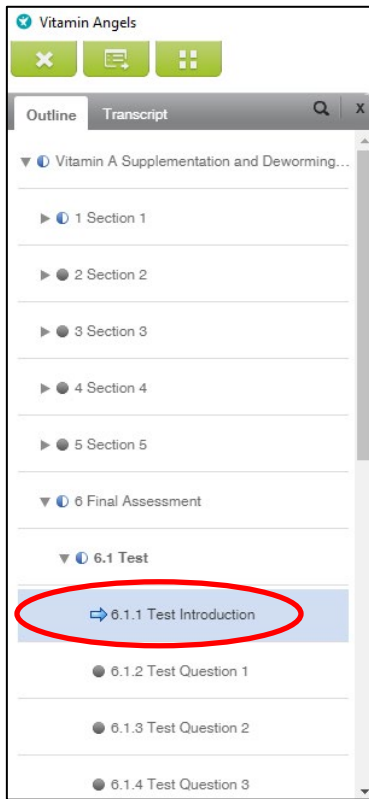 Vitamin Angels
Outline Transcript x
Vitamin A Supplementation and Deworming...
1 Section 1
2 Section 2
3 Section 3
4 Section 4
5 Section 5
6 Final Assessment
6.1 Test
6.1.1 Test Introduction
6.1.2 Test Question 1
6.1.3 Test Question 2
6.1.4 Test Question 3